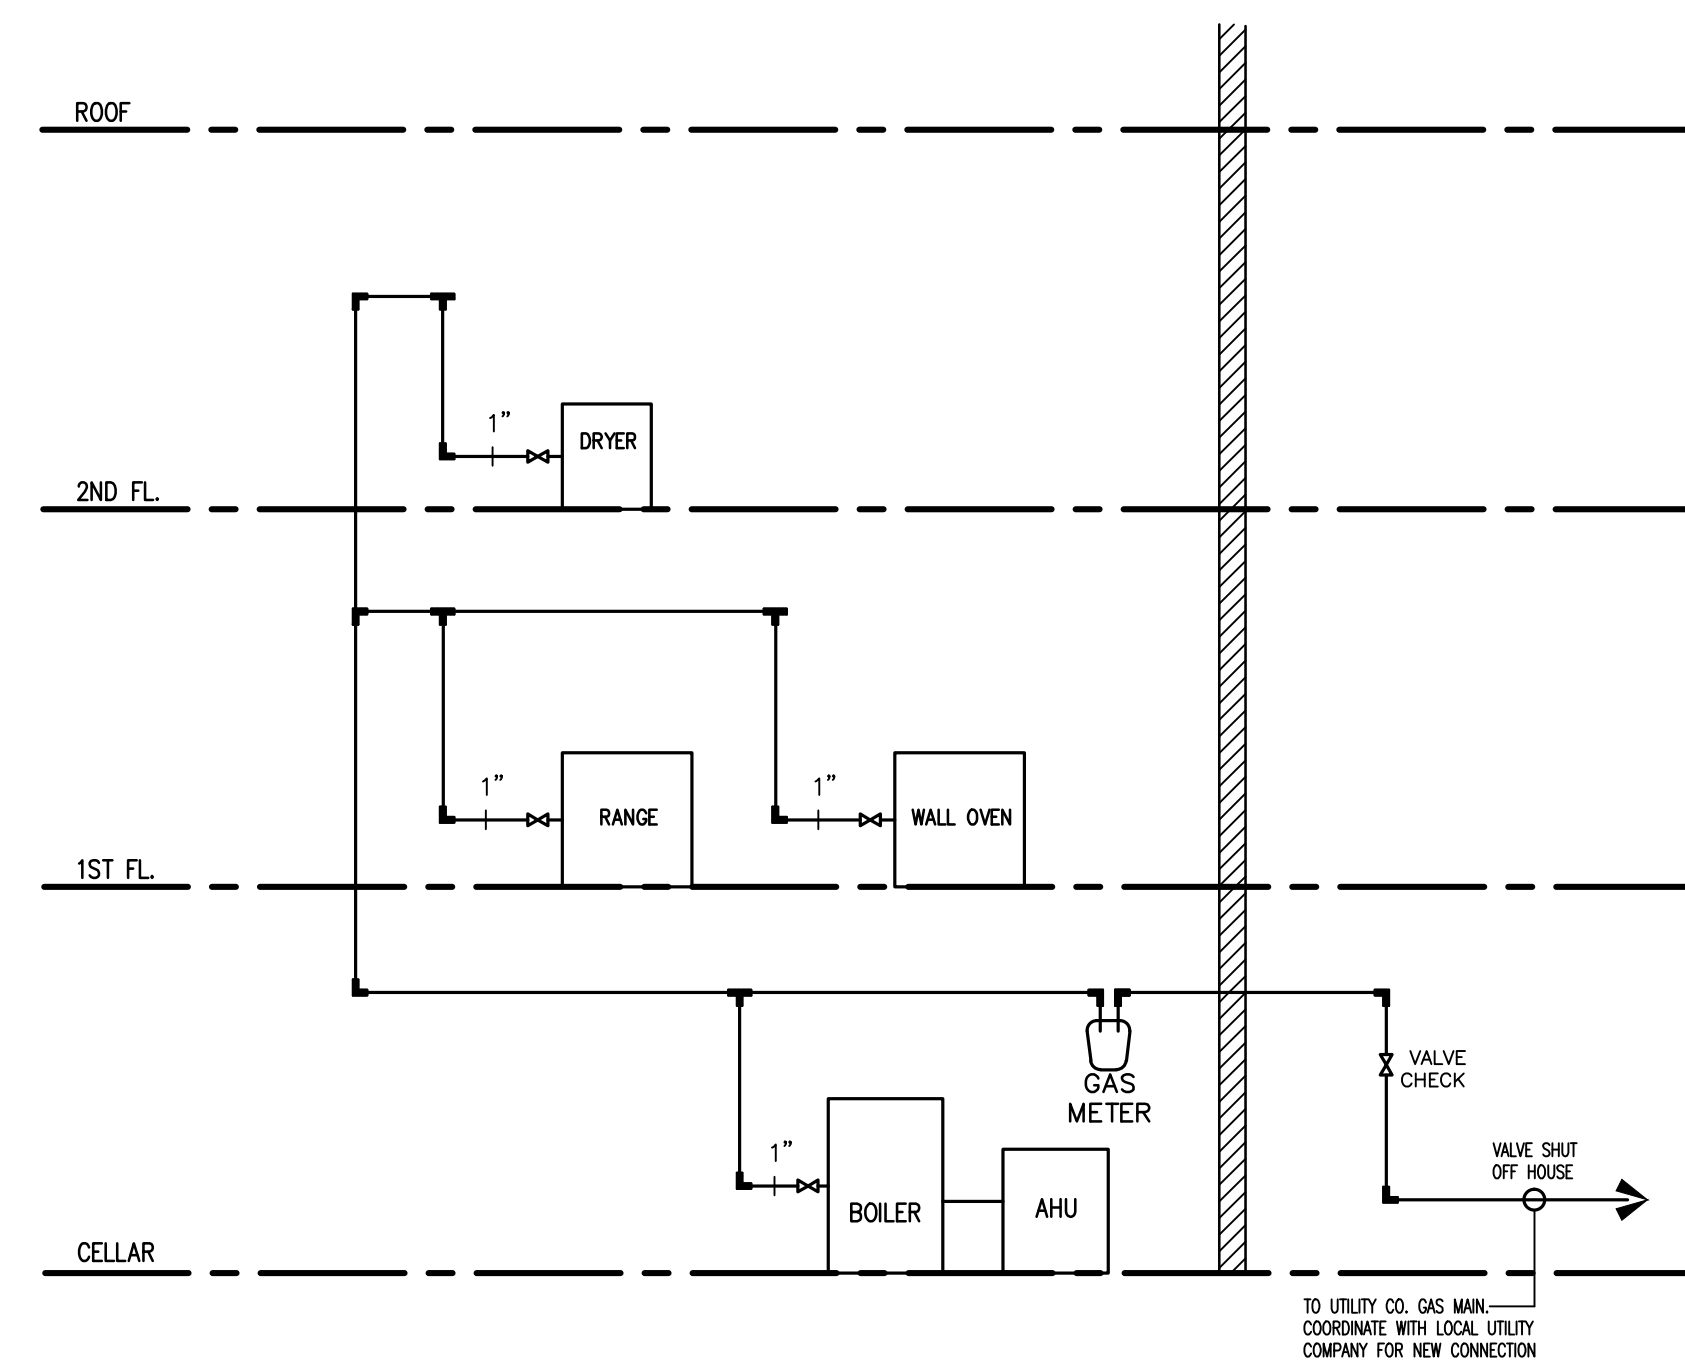 ROOF
1"
DRYER
2ND FL.
1"
RANGE
1"
WALL OVEN
1ST FL.
GAS
METER
VALVE
CHECK
1"
BOILER
AHU
VALVE SHUT
OFF HOUSE
CELLAR
TO UTILITY CO. GAS MAIN.
COORDINATE WITH LOCAL UTILITY
COMPANY FOR NEW CONNECTION